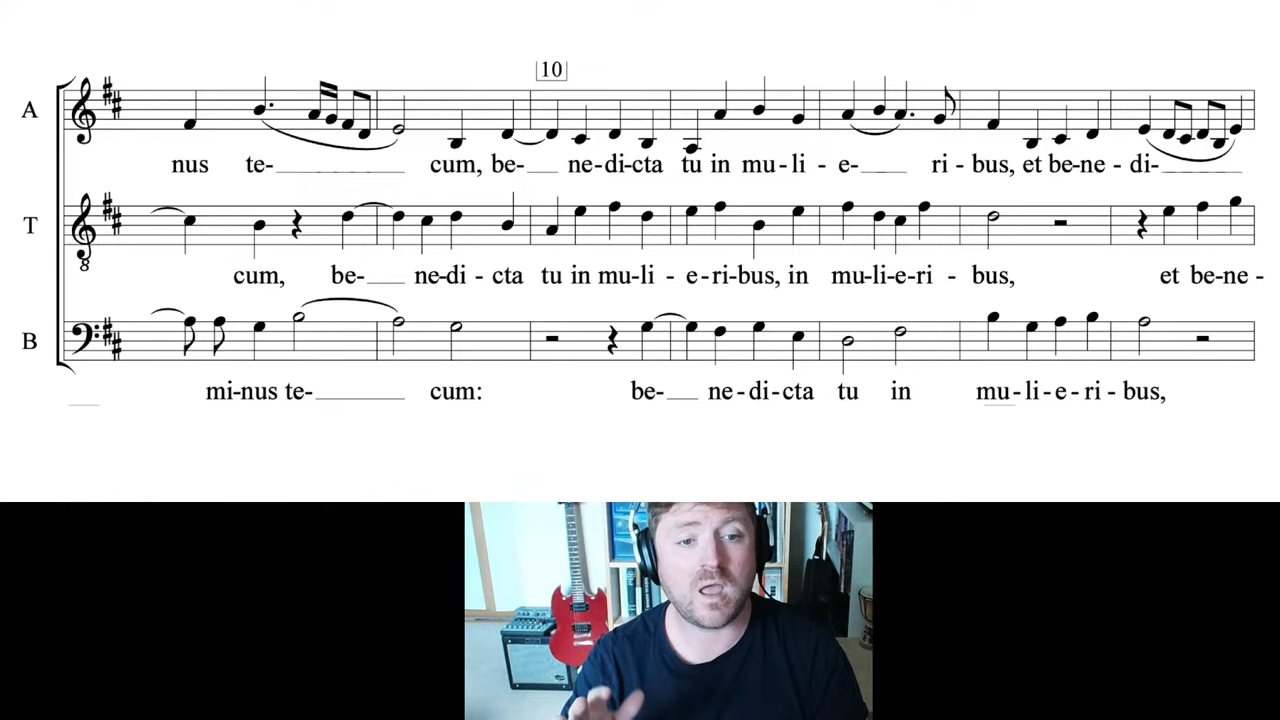 10
A
nus te- cum, be- ne-di-cta tu in mu-li-e- ri-bus, et be-ne-di-
T
8
cum, be- ne-di-cta tu in mu-li-e-ri-bus, in mu-li-e-ri-bus, et be-ne-
B
mi-nus te- cum: be- ne-di-cta tu in mu-li-e-ri-bus,